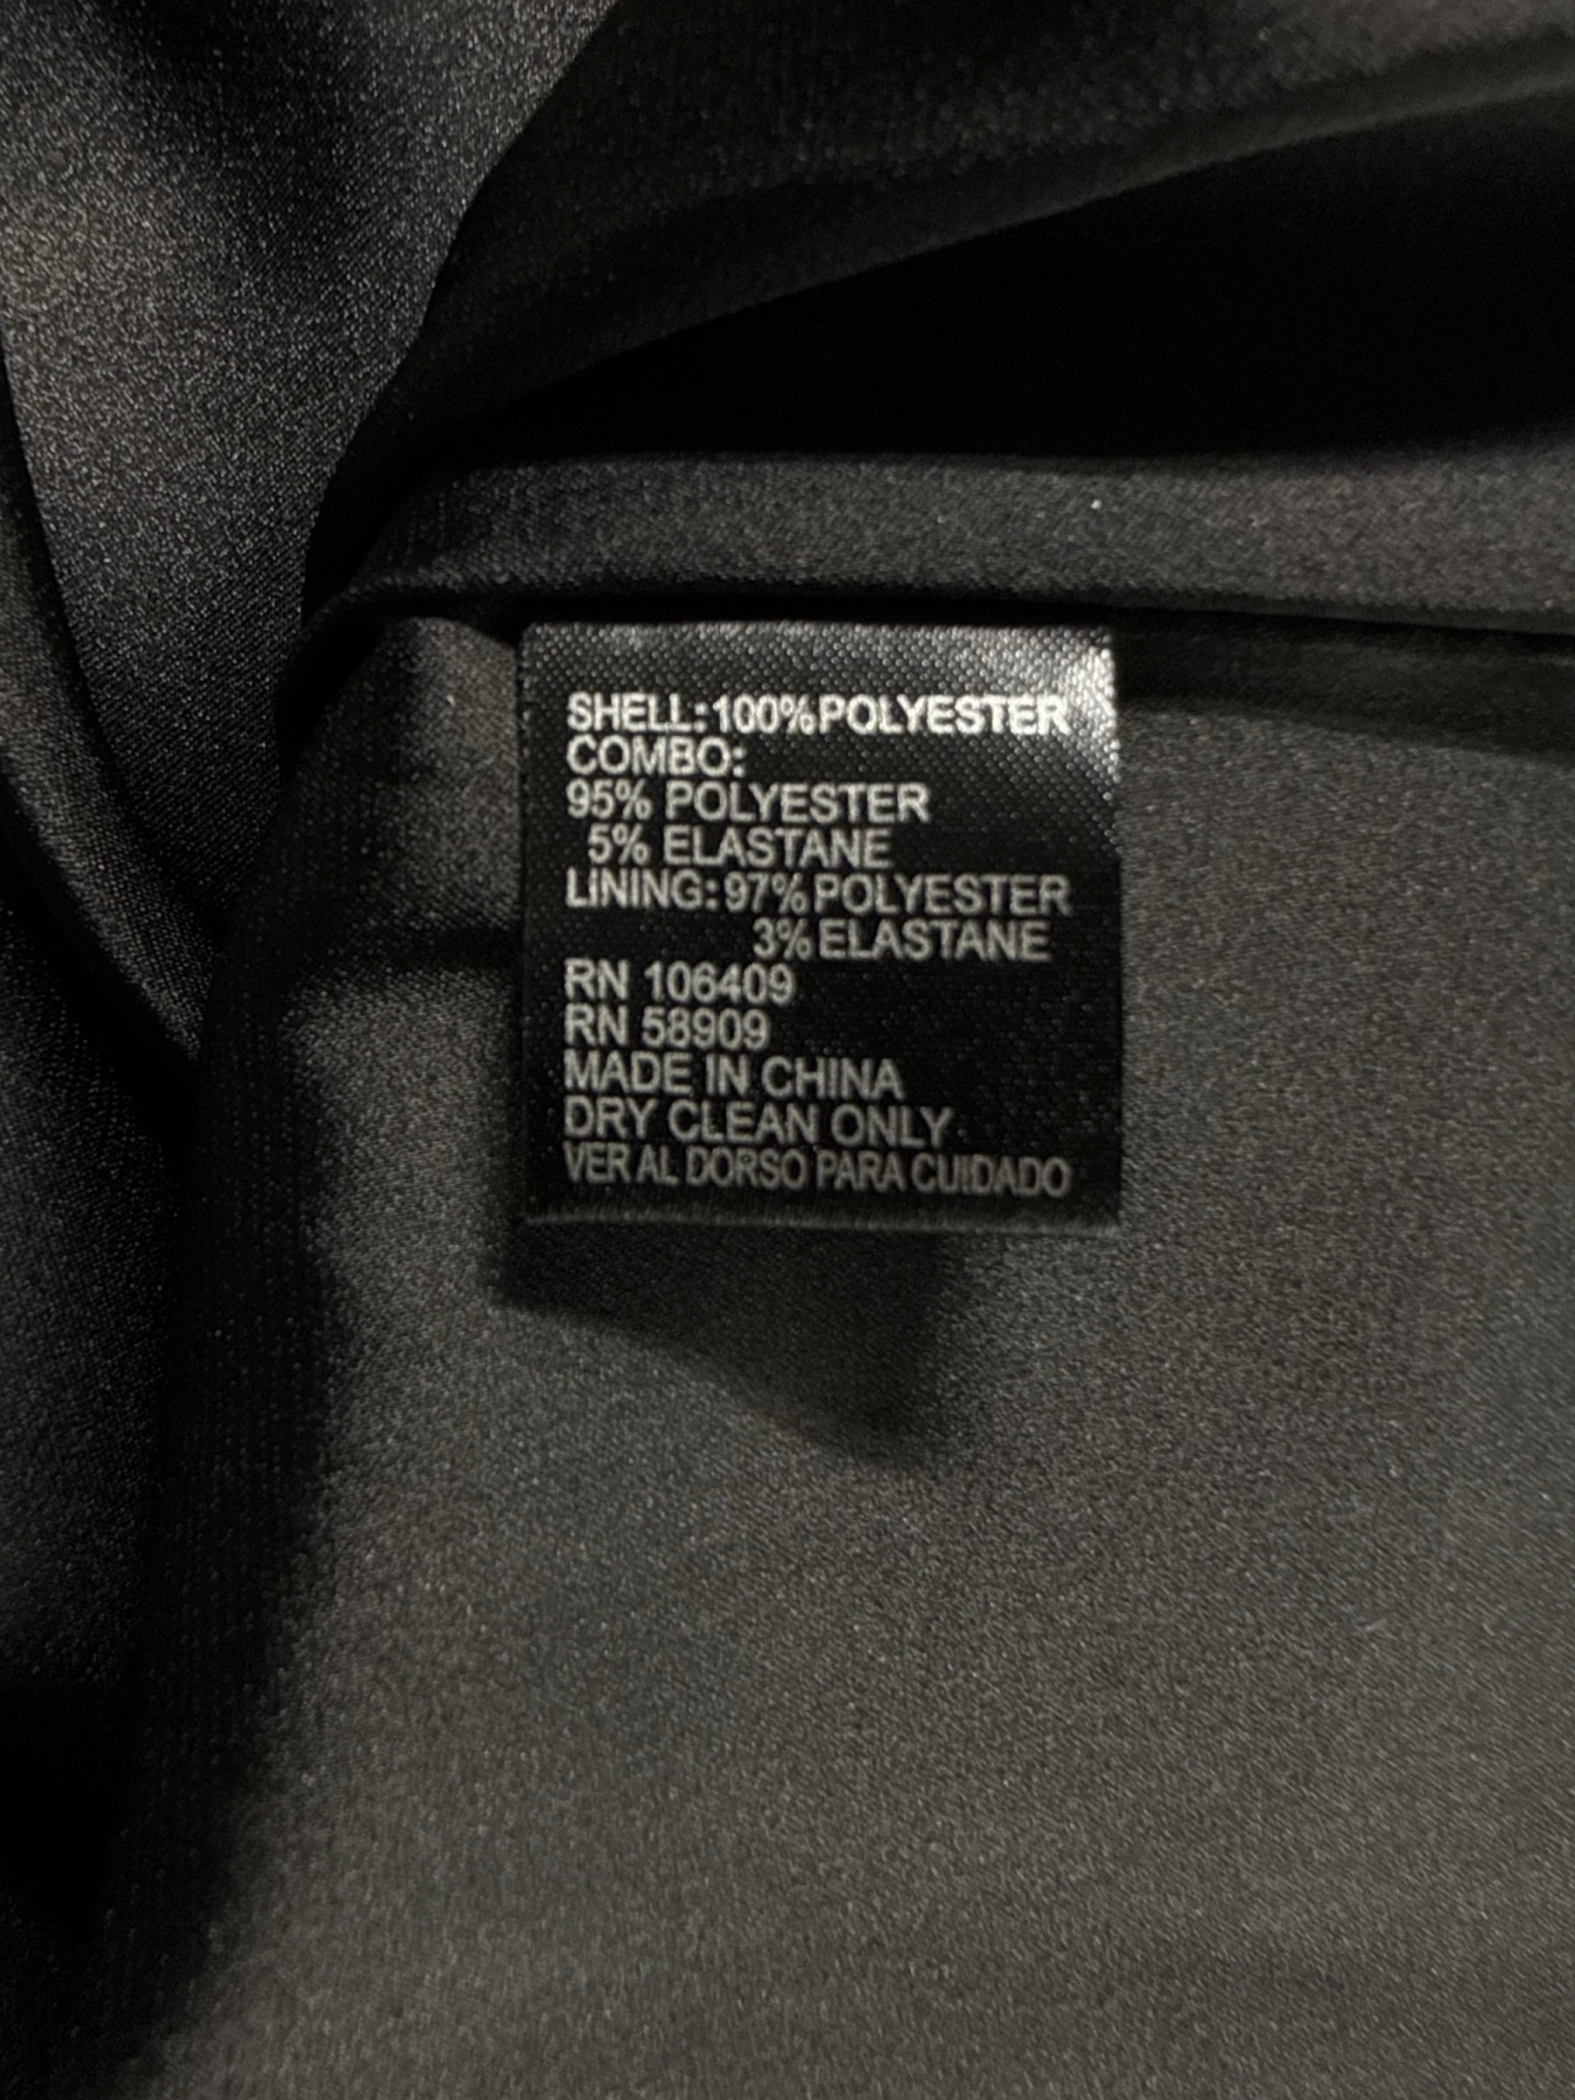 SHELL: 100% POLYESTER
COMBO:
95% POLYESTER
5% ELASTANE
LINING: 97% POLYESTER
3% ELASTANE
RN 106409
RN 58909
MADE IN CHINA
DRY CLEAN ONLY
VER AL DORSO PARA CUIDADO